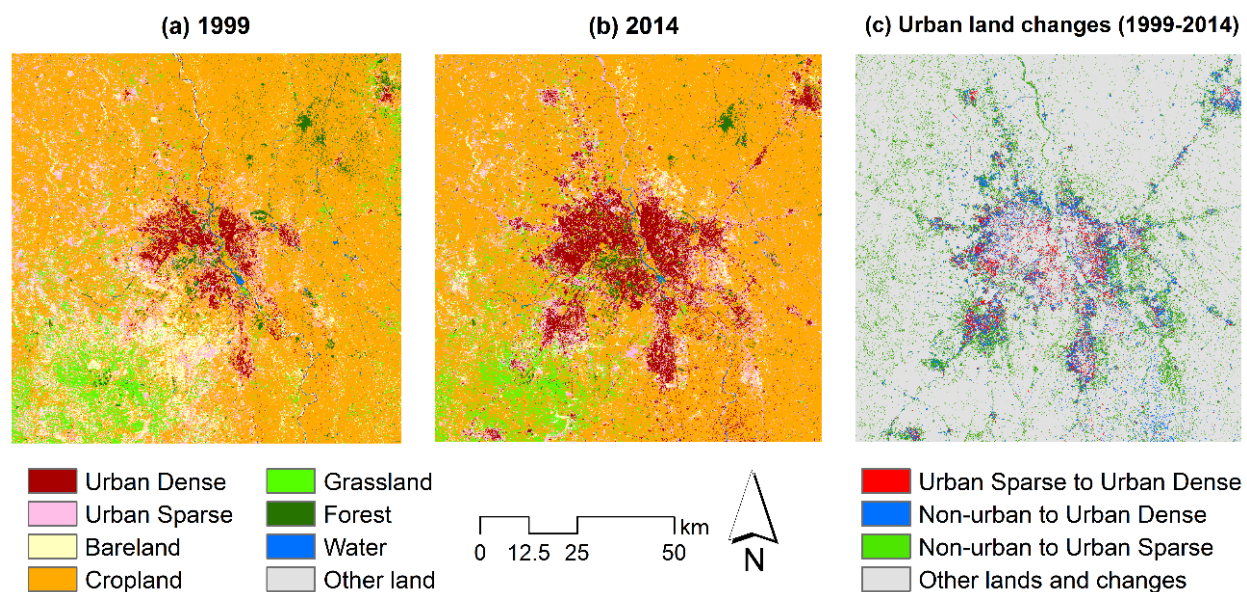 (a) 1999
(b) 2014
(c) Urban land changes (1999-2014)
Urban Dense
Urban Sparse
Bareland
Cropland
Grassland
Forest
Water
Other land
km
0 12.5 25 50
N
Urban Sparse to Urban Dense
Non-urban to Urban Dense
Non-urban to Urban Sparse
Other lands and changes